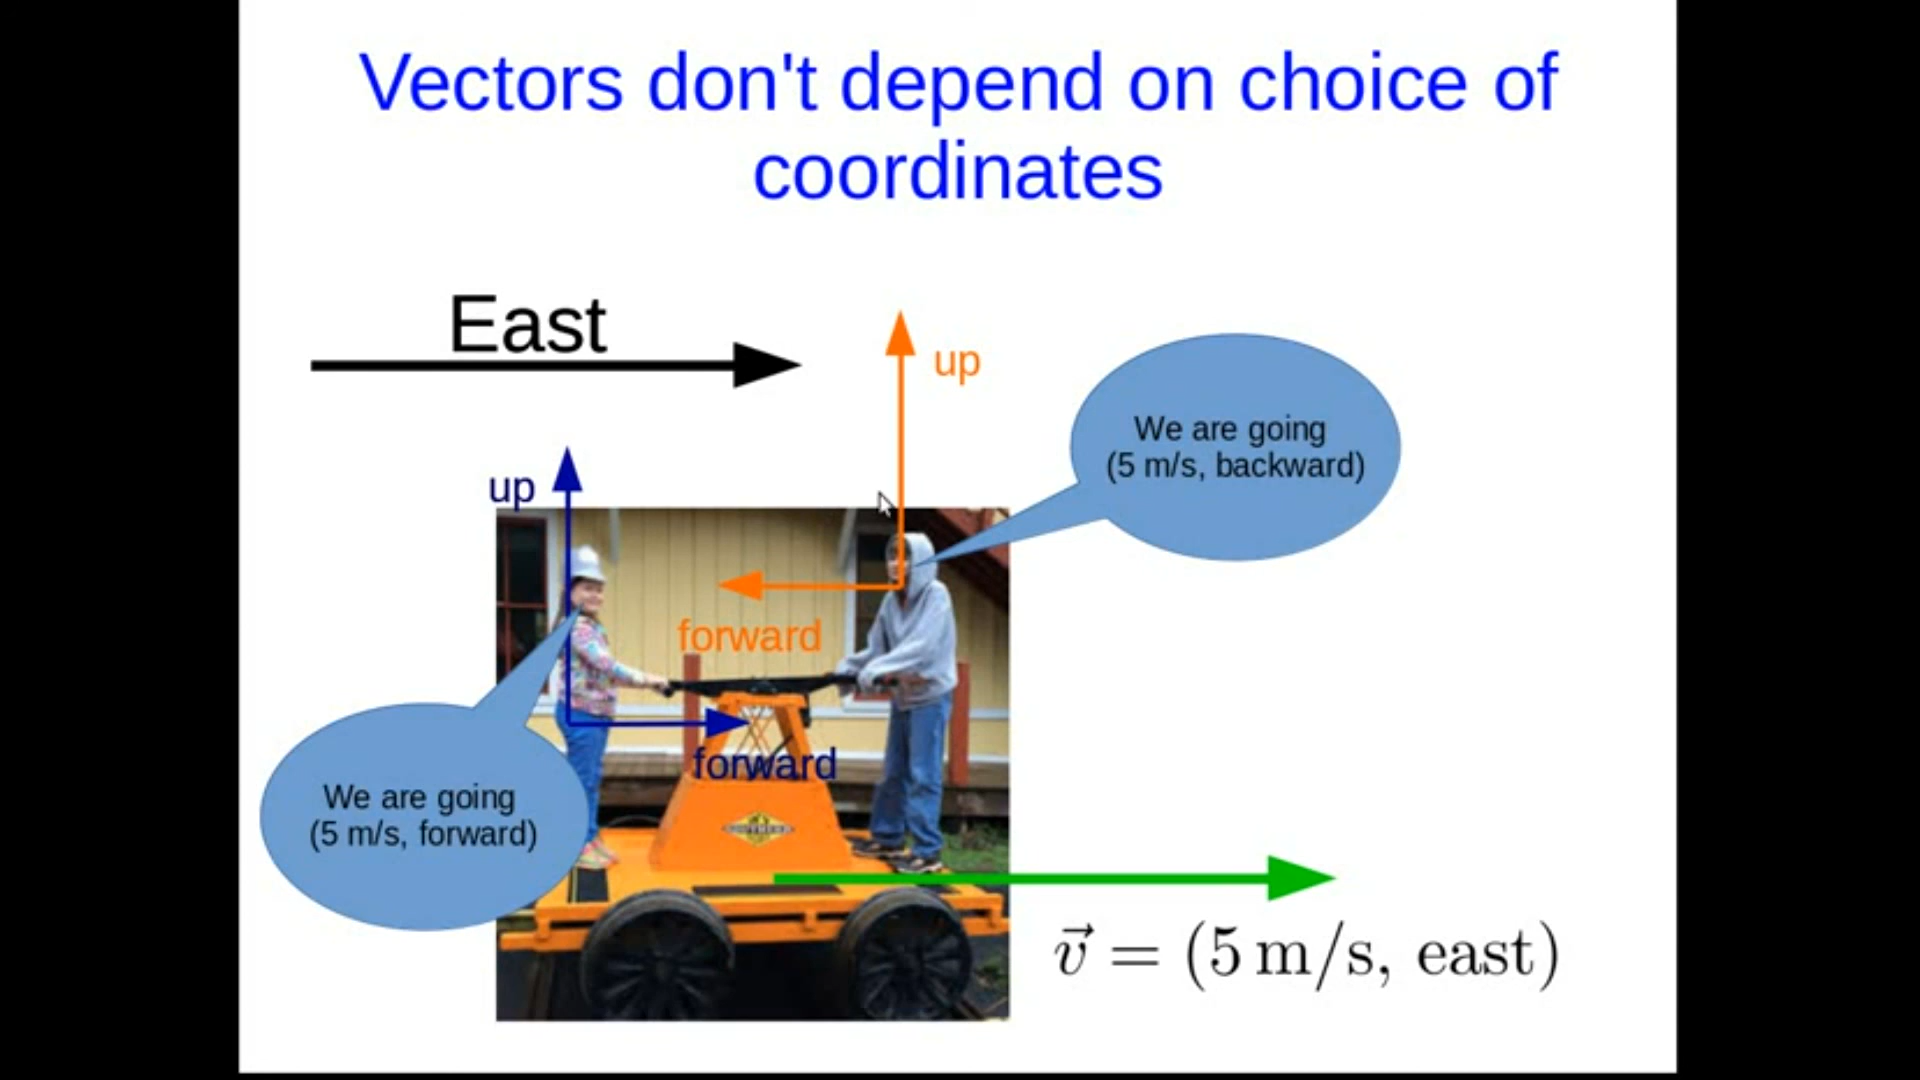 Vectors don't depend on choice of
coordinates
East
up
We are going
(5 m/s, backward)
up
forward
forward
We are going
(5 m/s, forward)
v⃗ = (5 m/s, east)